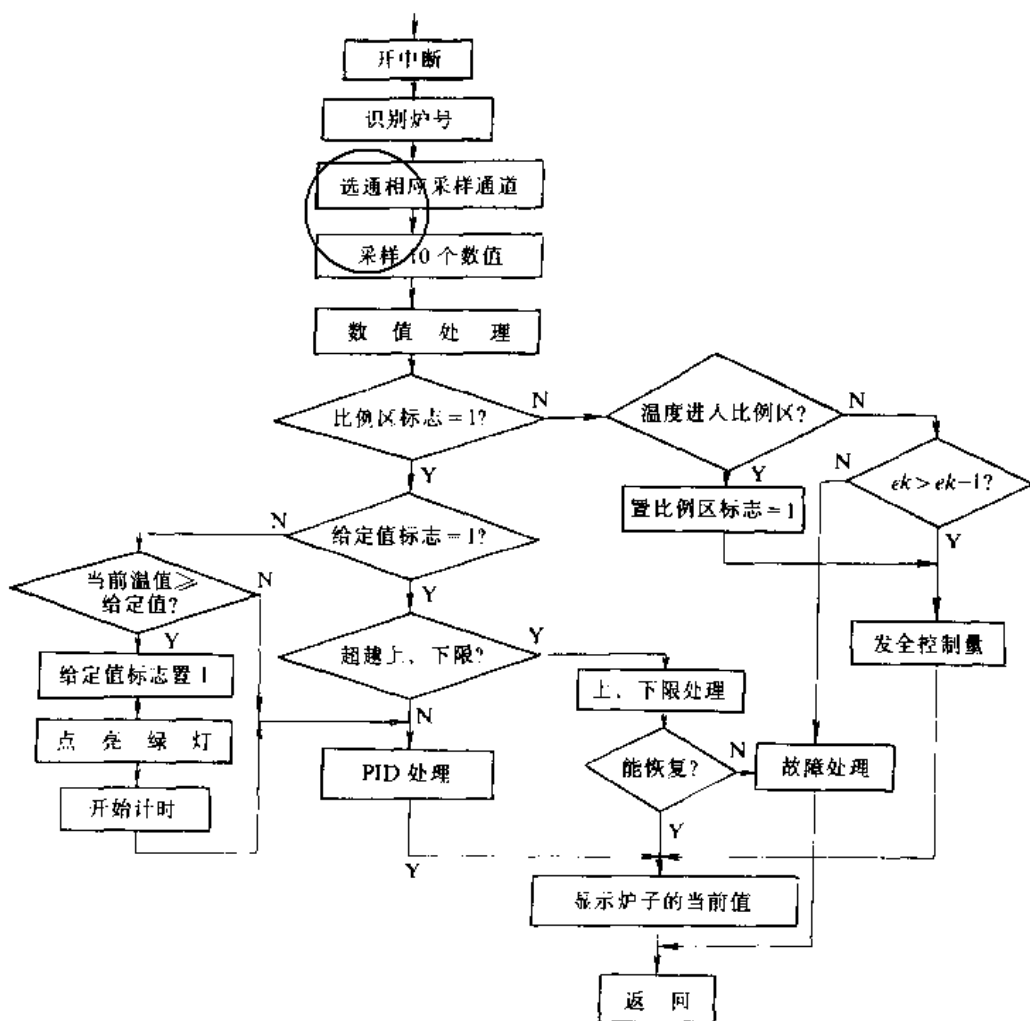 开中断
识别炉号
选通相应采样通道
采样10个数值
数值处理
比例区标志=1?
N
温度进入比例区?
N
Y
Y
N
ek>ek-1?
置比例区标志=1
N
给定值标志=1?
Y
当前温值≥
给定值?
N
Y
Y
超越上、下限?
Y
发全控制量
给定值标志置1
上、下限处理
N
点亮绿灯
PID处理
能恢复?
N
故障处理
开始计时
Y
Y
显示炉子的当前值
返回